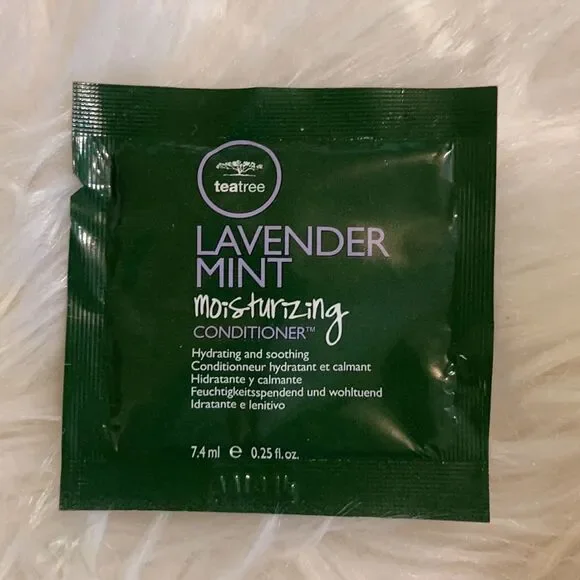 teatree
LAVENDER
MINT
moisturizing
CONDITIONER™
Hydrating and soothing
Conditionneur hydratant et calmant
Hidratante y calmante
Feuchtigkeitsspendend und wohltuend
Idratante e lenitivo
7.4 ml ℮ 0.25 fl. oz.